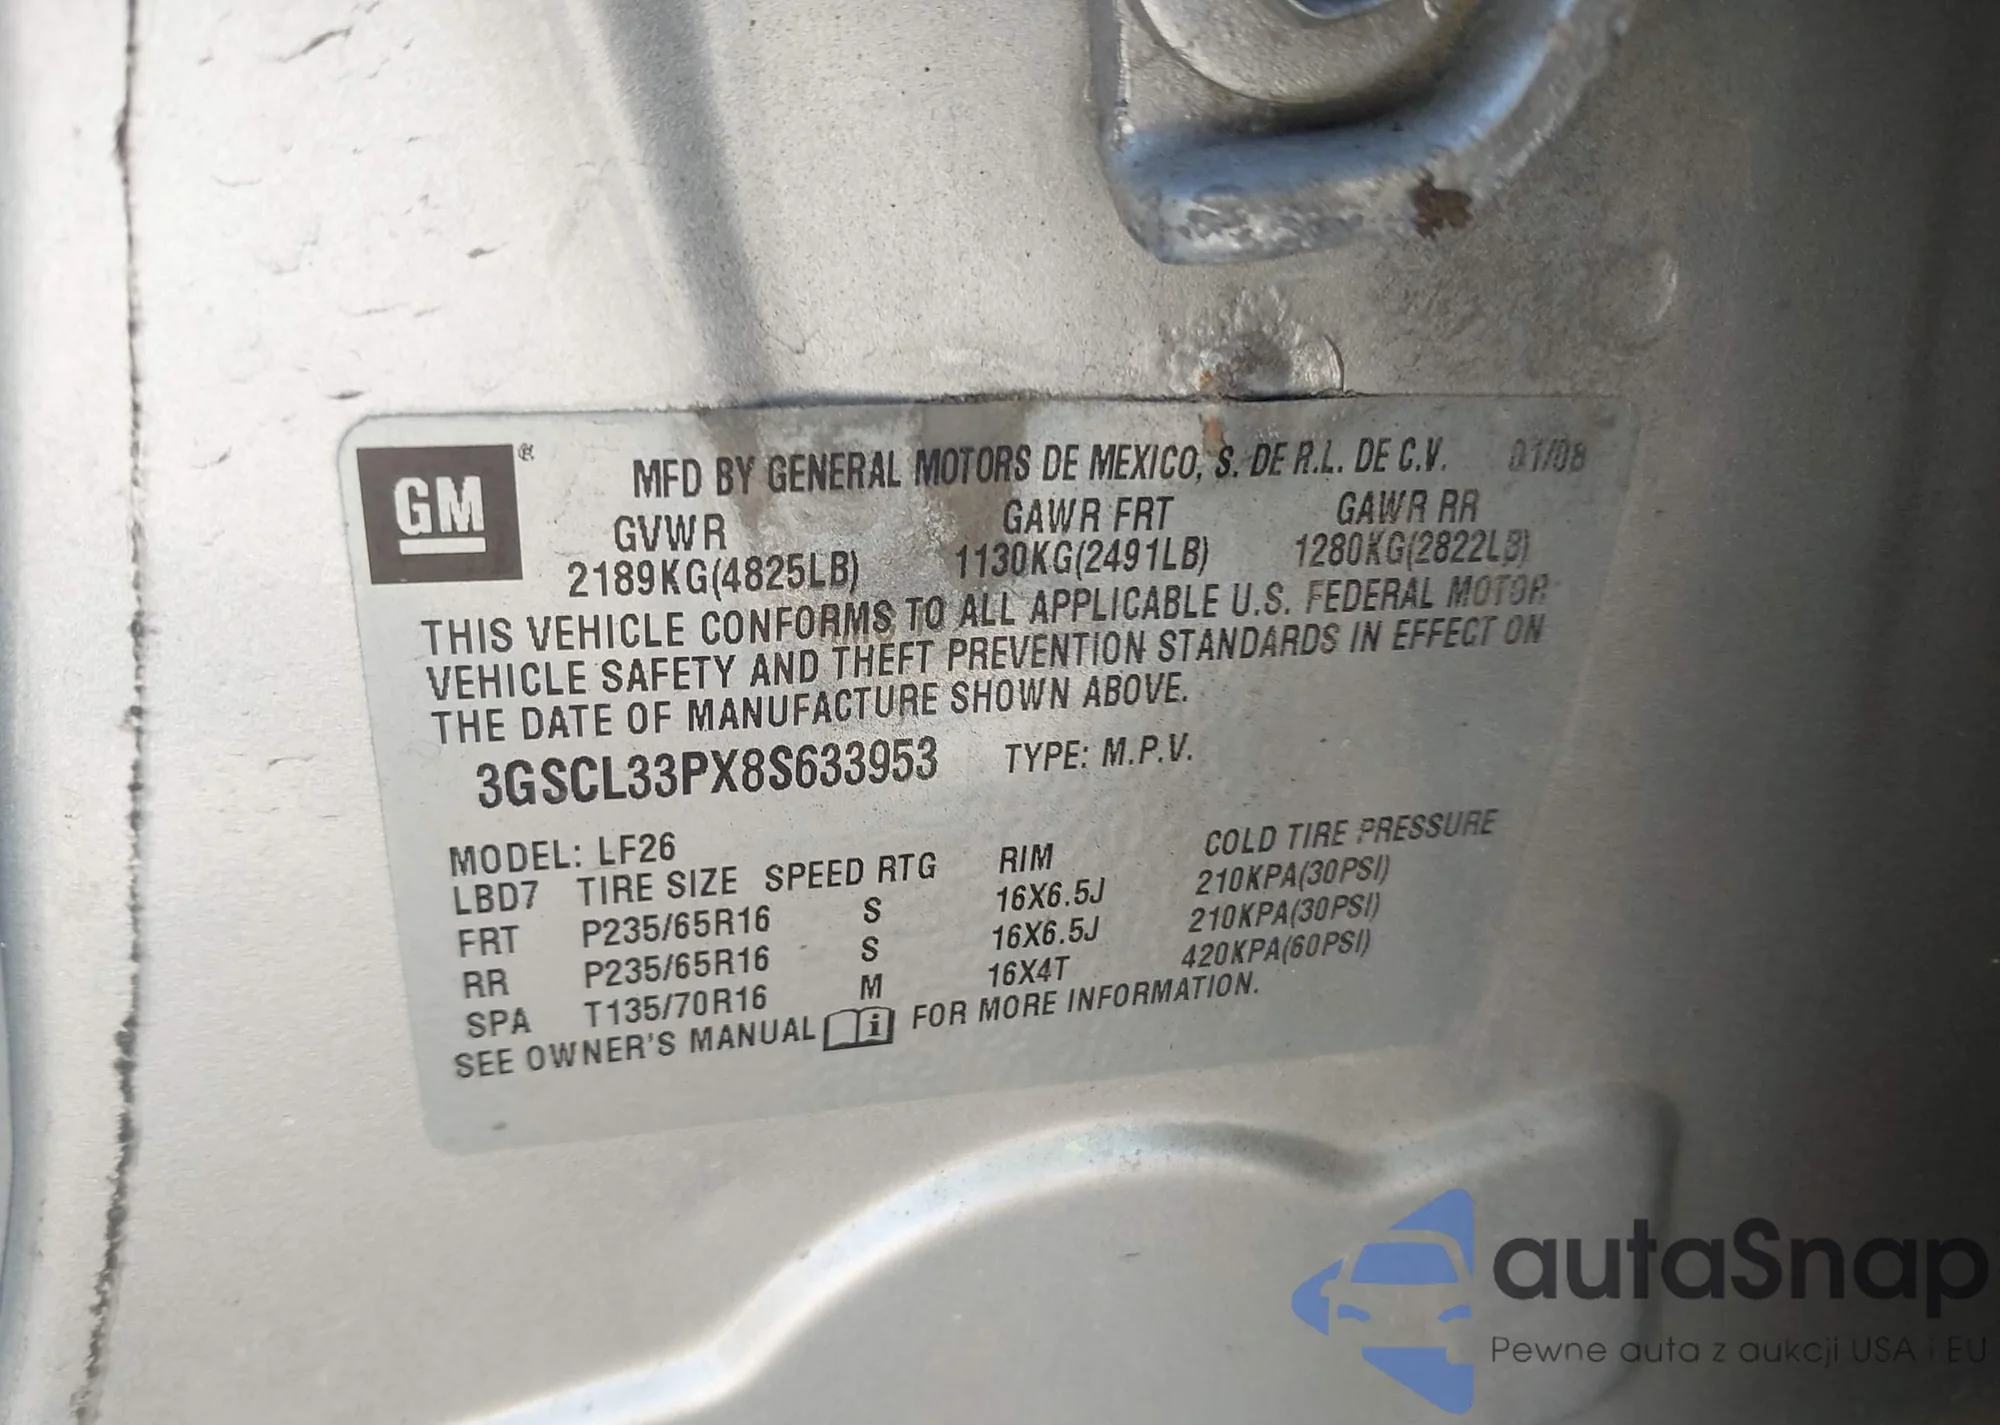 GM ®
MFD BY GENERAL MOTORS DE MEXICO, S. DE R.L. DE C.V. 01/08
GVWR GAWR FRT GAWR RR
2189KG(4825LB) 1130KG(2491LB) 1280KG(2822LB)
THIS VEHICLE CONFORMS TO ALL APPLICABLE U.S. FEDERAL MOTOR
VEHICLE SAFETY AND THEFT PREVENTION STANDARDS IN EFFECT ON
THE DATE OF MANUFACTURE SHOWN ABOVE.
3GSCL33PX8S633953 TYPE: M.P.V.
MODEL: LF26
LBD7 TIRE SIZE SPEED RTG RIM COLD TIRE PRESSURE
FRT P235/65R16 S 16X6.5J 210KPA(30PSI)
RR P235/65R16 S 16X6.5J 210KPA(30PSI)
SPA T135/70R16 M 16X4T 420KPA(60PSI)
SEE OWNER'S MANUAL i FOR MORE INFORMATION.
autaSnap
Pewne auta z aukcji USA i EU